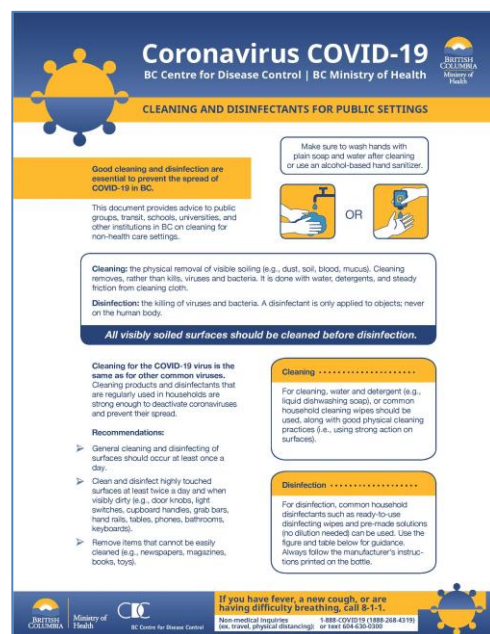 Coronavirus COVID-19
BC Centre for Disease Control | BC Ministry of Health
BRITISH
COLUMBIA
Ministry of
Health
CLEANING AND DISINFECTANTS FOR PUBLIC SETTINGS
Good cleaning and disinfection are
essential to prevent the spread of
COVID-19 in BC.
This document provides advice to public
groups, transit, schools, universities, and
other institutions in BC on cleaning for
non-health care settings.
Make sure to wash hands with
plain soap and water after cleaning
or use an alcohol-based hand sanitizer.
OR
Cleaning: the physical removal of visible soiling (e.g., dust, soil, blood, mucus). Cleaning
removes, rather than kills, viruses and bacteria. It is done with water, detergents, and steady
friction from cleaning cloth.
Disinfection: the killing of viruses and bacteria. A disinfectant is only applied to objects; never
on the human body.
All visibly soiled surfaces should be cleaned before disinfection.
Cleaning for the COVID-19 virus is the
same as for other common viruses.
Cleaning products and disinfectants that
are regularly used in households are
strong enough to deactivate coronaviruses
and prevent their spread.
Recommendations:
➢ General cleaning and disinfecting of
surfaces should occur at least once a
day.
➢ Clean and disinfect highly touched
surfaces at least twice a day and when
visibly dirty (e.g., door knobs, light
switches, cupboard handles, grab bars,
hand rails, tables, phones, bathrooms,
keyboards).
➢ Remove items that cannot be easily
cleaned (e.g., newspapers, magazines,
books, toys).
Cleaning
For cleaning, water and detergent (e.g.,
liquid dishwashing soap), or common
household cleaning wipes should be
used, along with good physical cleaning
practices (i.e., using strong action on
surfaces).
Disinfection
For disinfection, common household
disinfectants such as ready-to-use
disinfecting wipes and pre-made solutions
(no dilution needed) can be used. Use the
figure and table below for guidance.
Always follow the manufacturer's instruc-
tions printed on the bottle.
BRITISH
COLUMBIA
Ministry of
Health
BC Centre for Disease Control
If you have fever, a new cough, or are
having difficulty breathing, call 8-1-1.
Non-medical inquiries 1-888-COVID19 (1888-268-4319)
(ex. travel, physical distancing) or text 604-630-0300